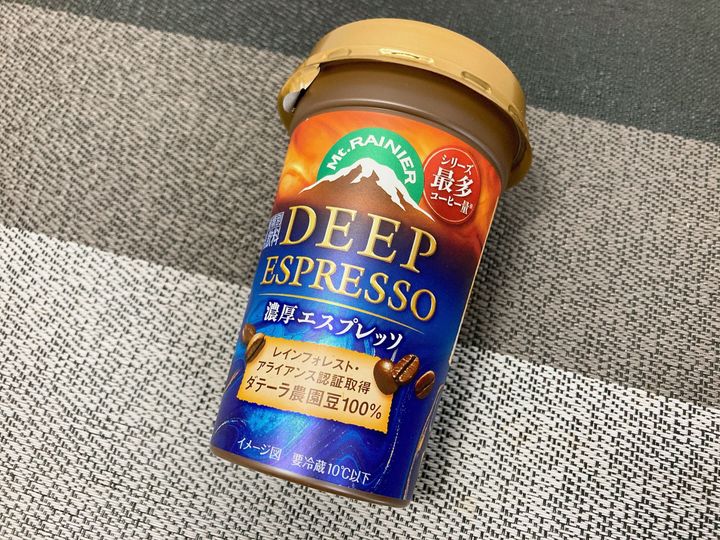 Mt. RAINIER
シリーズ
最多
コーヒー量※
飲料
DEEP
ESPRESSO
濃厚エスプレッソ
レインフォレスト・
アライアンス認証取得
ダテーラ農園豆100%
イメージ図 要冷蔵10℃以下